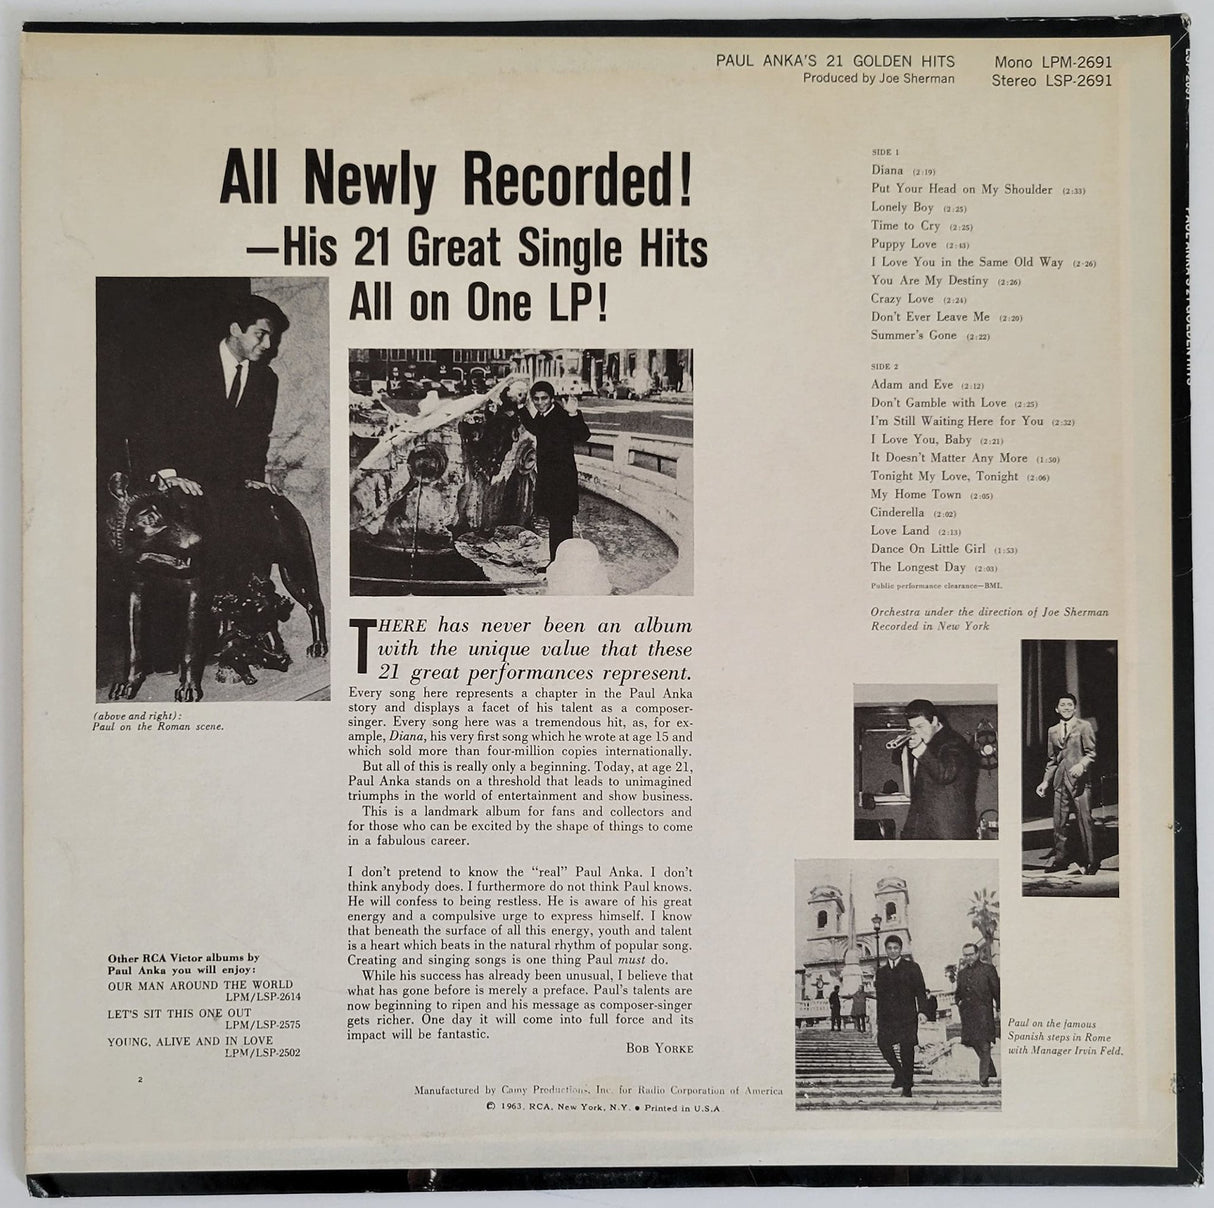 PAUL ANKA'S 21 GOLDEN HITS Mono LPM-2691
Produced by Joe Sherman Stereo LSP-2691
All Newly Recorded!
—His 21 Great Single Hits
All on One LP!
SIDE 1
Diana (2:19)
Put Your Head on My Shoulder (2:33)
Lonely Boy (2:25)
Time to Cry (2:25)
Puppy Love (2:43)
I Love You in the Same Old Way (2:26)
You Are My Destiny (2:26)
Crazy Love (2:24)
Don't Ever Leave Me (2:20)
Summer's Gone (2:22)
SIDE 2
Adam and Eve (2:12)
Don't Gamble with Love (2:25)
I'm Still Waiting Here for You (2:32)
I Love You, Baby (2:21)
It Doesn't Matter Any More (1:50)
Tonight My Love, Tonight (2:06)
My Home Town (2:05)
Cinderella (2:02)
Love Land (2:13)
Dance On Little Girl (1:53)
The Longest Day (2:03)
Public performance clearance—BMI.
Orchestra under the direction of Joe Sherman
Recorded in New York
(above and right):
Paul on the Roman scene.
THERE has never been an album
with the unique value that these
21 great performances represent.
Every song here represents a chapter in the Paul Anka
story and displays a facet of his talent as a composer-
singer. Every song here was a tremendous hit, as, for ex-
ample, Diana, his very first song which he wrote at age 15 and
which sold more than four-million copies internationally.
But all of this is really only a beginning. Today, at age 21,
Paul Anka stands on a threshold that leads to unimagined
triumphs in the world of entertainment and show business.
This is a landmark album for fans and collectors and
for those who can be excited by the shape of things to come
in a fabulous career.
I don't pretend to know the “real” Paul Anka. I don't
think anybody does. I furthermore do not think Paul knows.
He will confess to being restless. He is aware of his great
energy and a compulsive urge to express himself. I know
that beneath the surface of all this energy, youth and talent
is a heart which beats in the natural rhythm of popular song.
Creating and singing songs is one thing Paul must do.
While his success has already been unusual, I believe that
what has gone before is merely a preface. Paul's talents are
now beginning to ripen and his message as composer-singer
gets richer. One day it will come into full force and its
impact will be fantastic.
BOB YORKE
Other RCA Victor albums by
Paul Anka you will enjoy:
OUR MAN AROUND THE WORLD
LPM/LSP-2614
LET'S SIT THIS ONE OUT
LPM/LSP-2575
YOUNG, ALIVE AND IN LOVE
LPM/LSP-2502
2
Paul on the famous
Spanish steps in Rome
with Manager Irvin Feld.
Manufactured by Camy Productions, Inc. for Radio Corporation of America
© 1963, RCA, New York, N.Y. ● Printed in U.S.A.